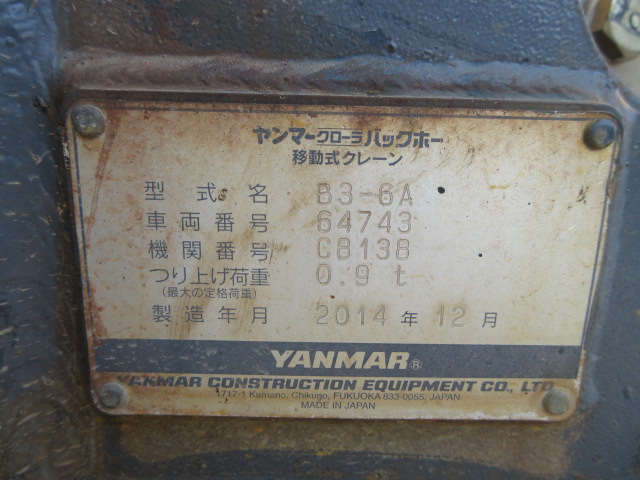 ヤンマークローラバックホー
移動式クレーン
型式名 B3-6A
車両番号 64743
機関番号 C8138
つり上げ荷重 0.9 t
(最大の定格荷重)
製造年月 2014 年 12 月
YANMAR®
YANMAR CONSTRUCTION EQUIPMENT CO., LTD.
1717-1 Kumano, Chikugo, FUKUOKA 833-0055, JAPAN
MADE IN JAPAN